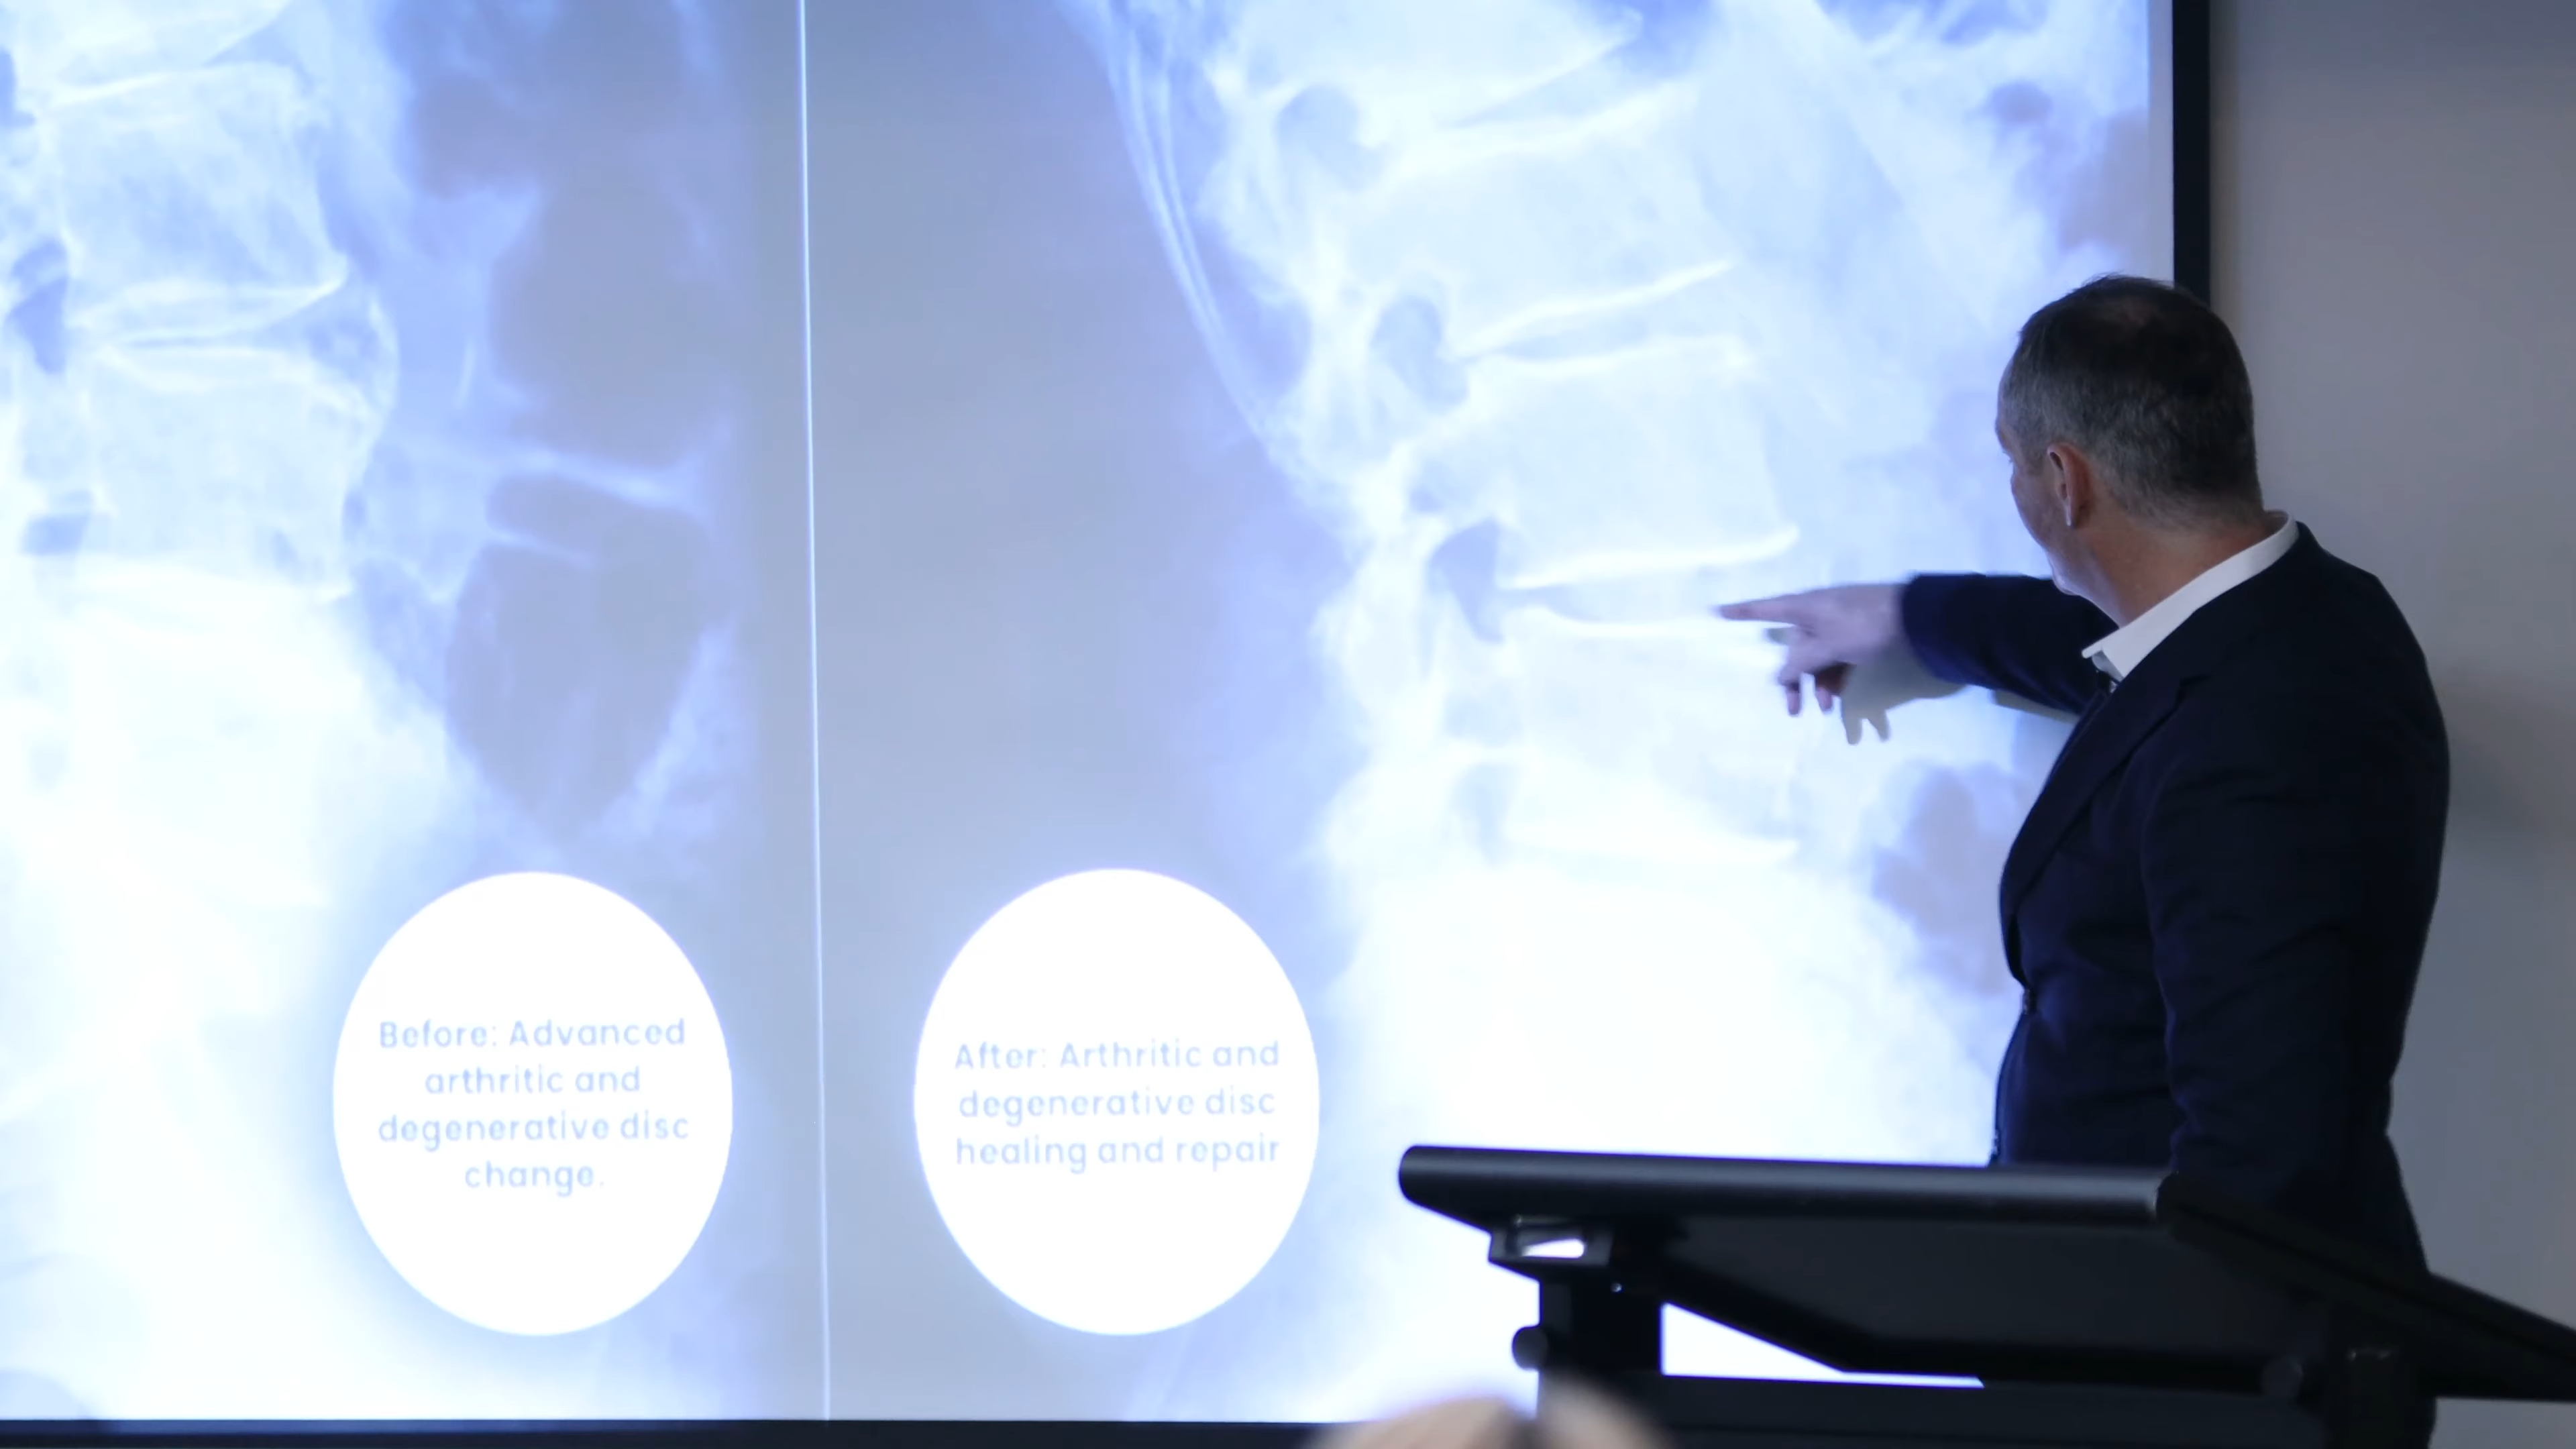 Before: Advanced
arthritic and
degenerative disc
change.
After: Arthritic and
degenerative disc
healing and repair